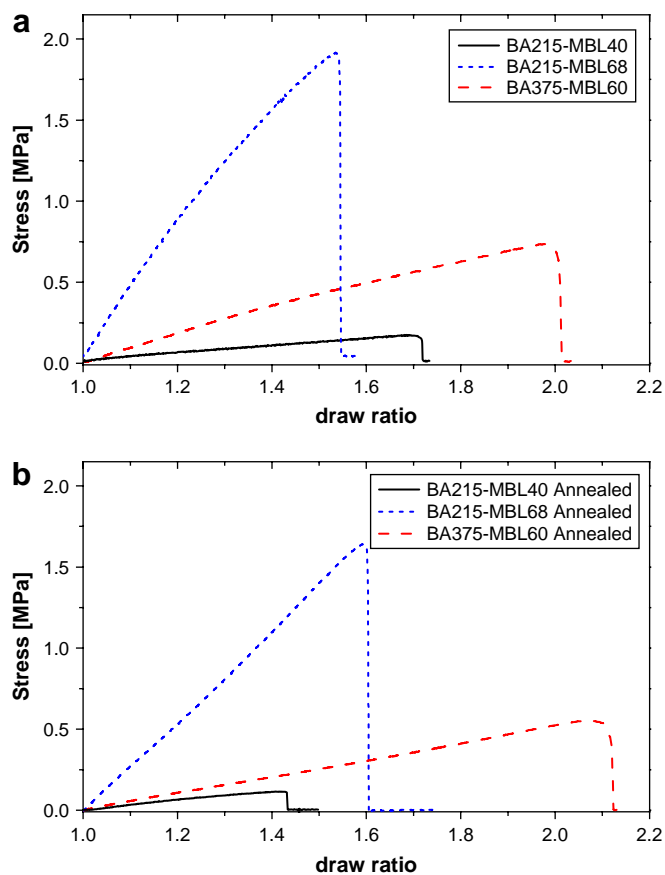 a
2.0
1.5
1.0
0.5
0.0
Stress [MPa]
BA215-MBL40
BA215-MBL68
BA375-MBL60
1.0 1.2 1.4 1.6 1.8 2.0 2.2
draw ratio
b
2.0
1.5
1.0
0.5
0.0
Stress [MPa]
BA215-MBL40 Annealed
BA215-MBL68 Annealed
BA375-MBL60 Annealed
1.0 1.2 1.4 1.6 1.8 2.0 2.2
draw ratio